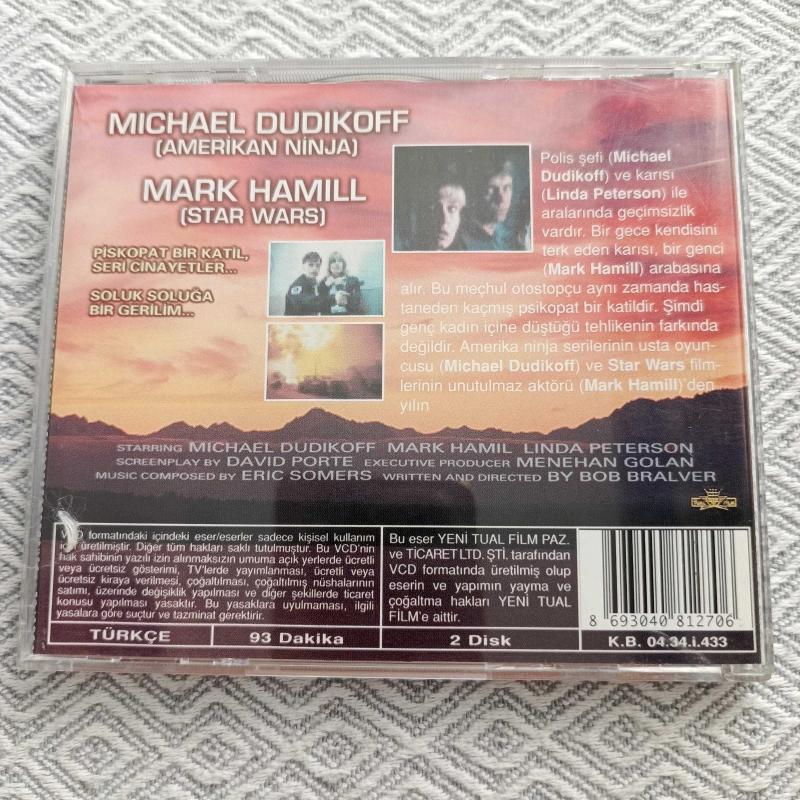 MICHAEL DUDIKOFF
(AMERİKAN NİNJA)
MARK HAMILL
(STAR WARS)
PİSKOPAT BİR KATİL,
SERİ CİNAYETLER...
SOLUK SOLUĞA
BİR GERİLİM...
Polis şefi (Michael
Dudikoff) ve karısı
(Linda Peterson) ile
aralarında geçimsizlik
vardır. Bir gece kendisini
terk eden karısı, bir genci
(Mark Hamill) arabasına
alır. Bu meçhul otostopçu aynı zamanda has-
taneden kaçmış psikopat bir katildir. Şimdi
genç kadın içine düştüğü tehlikenin farkında
değildir. Amerika ninja serilerinin usta oyun-
cusu (Michael Dudikoff) ve Star Wars film-
lerinin unutulmaz aktörü (Mark Hamill)'den
yılın
STARRING MICHAEL DUDIKOFF MARK HAMIL LINDA PETERSON
SCREENPLAY BY DAVID PORTE EXECUTIVE PRODUCER MENEHAN GOLAN
MUSIC COMPOSED BY ERIC SOMERS WRITTEN AND DIRECTED BY BOB BRALVER
VCD formatındaki içindeki eser/eserler sadece kişisel kullanım
için üretilmiştir. Diğer tüm hakları saklı tutulmuştur. Bu VCD'nin
hak sahibinin yazılı izin alınmaksızın umuma açık yerlerde ücretli
veya ücretsiz gösterimi, TV'lerde yayımlanması, ücretli veya
ücretsiz kiraya verilmesi, çoğaltılması, çoğaltılmış nüshalarının
satımı, üzerinde değişiklik yapılması ve diğer şekillerde ticaret
konusu yapılması yasaktır. Bu yasaklara uyulmaması, ilgili
yasalara göre suçtur ve tazminat gerektirir.
Bu eser YENİ TUAL FİLM PAZ.
ve TİCARET LTD. ŞTİ. tarafından
VCD formatında üretilmiş olup
eserin ve yapımın yayma ve
çoğaltma hakları YENİ TUAL
FİLM'e aittir.
8 693040 812706
TÜRKÇE
93 Dakika
2 Disk
K.B. 04.34.i.433